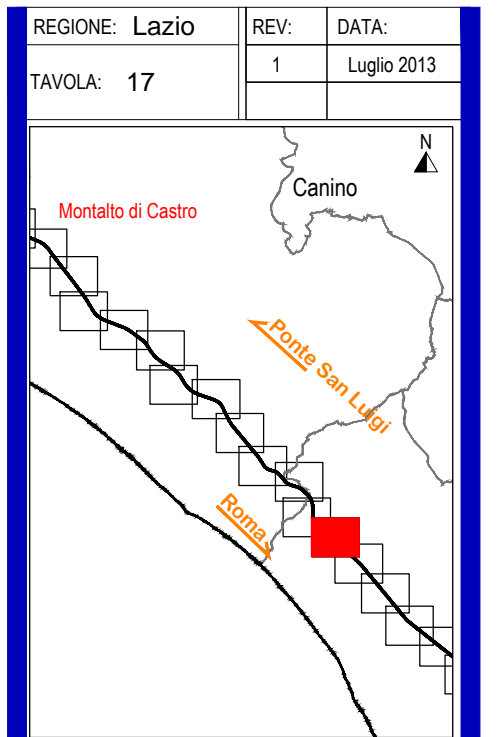 REGIONE: Lazio
REV:
DATA:
1
Luglio 2013
TAVOLA: 17
N
Canino
Montalto di Castro
Ponte San Luigi
Roma